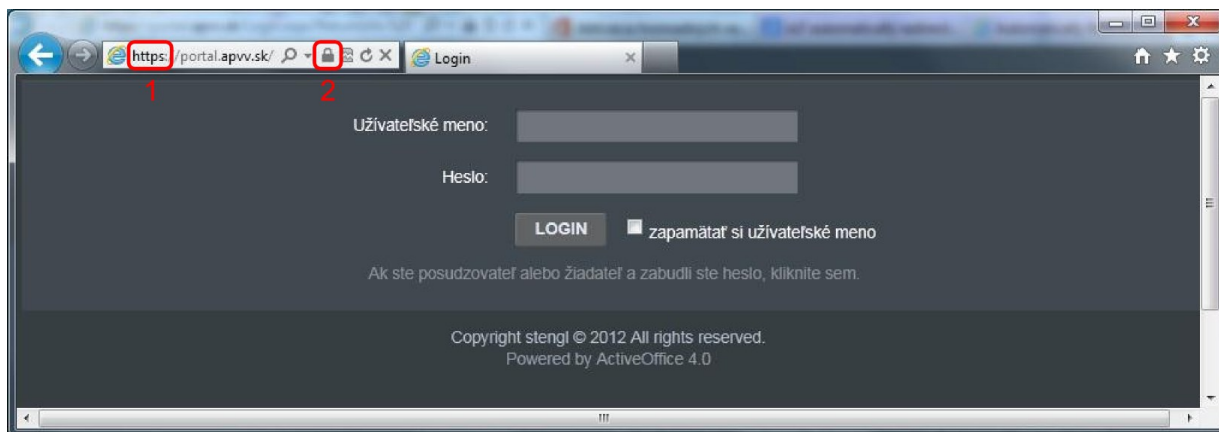 https://portal.apvv.sk/
Login
1
2
Užívateľské meno:
Heslo:
LOGIN
zapamätať si užívateľské meno
Ak ste posudzovateľ alebo žiadateľ a zabudli ste heslo, kliknite sem.
Copyright stengl © 2012 All rights reserved.
Powered by ActiveOffice 4.0